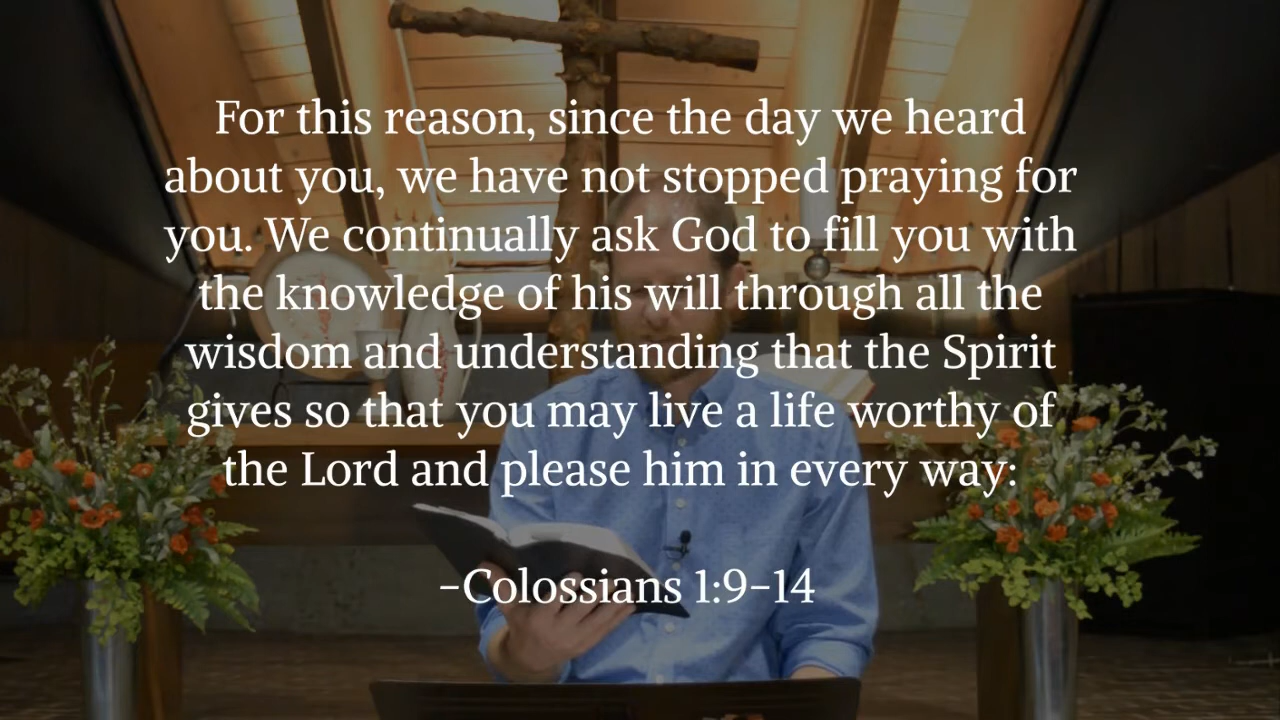 For this reason, since the day we heard
about you, we have not stopped praying for
you. We continually ask God to fill you with
the knowledge of his will through all the
wisdom and understanding that the Spirit
gives so that you may live a life worthy of
the Lord and please him in every way:
-Colossians 1:9-14